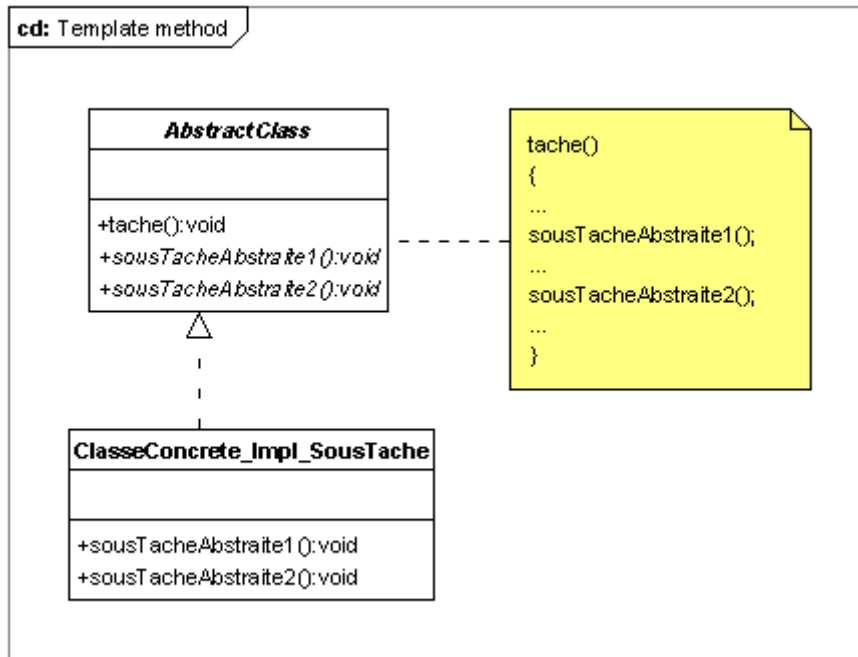 cd: Template method
AbstractClass
+tache():void
+sousTacheAbstraite1():void
+sousTacheAbstraite2():void
tache()
{
...
sousTacheAbstraite1();
...
sousTacheAbstraite2();
...
}
ClasseConcrete_Impl_SousTache
+sousTacheAbstraite1():void
+sousTacheAbstraite2():void